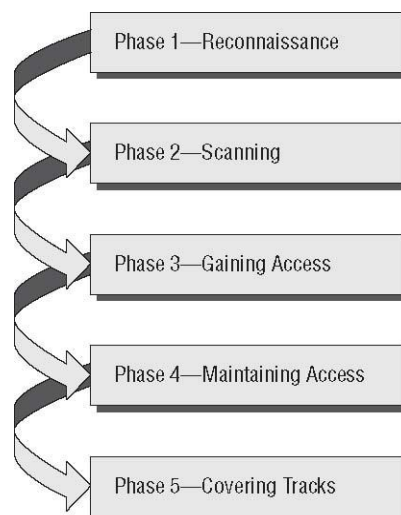 Phase 1—Reconnaissance
Phase 2—Scanning
Phase 3—Gaining Access
Phase 4—Maintaining Access
Phase 5—Covering Tracks